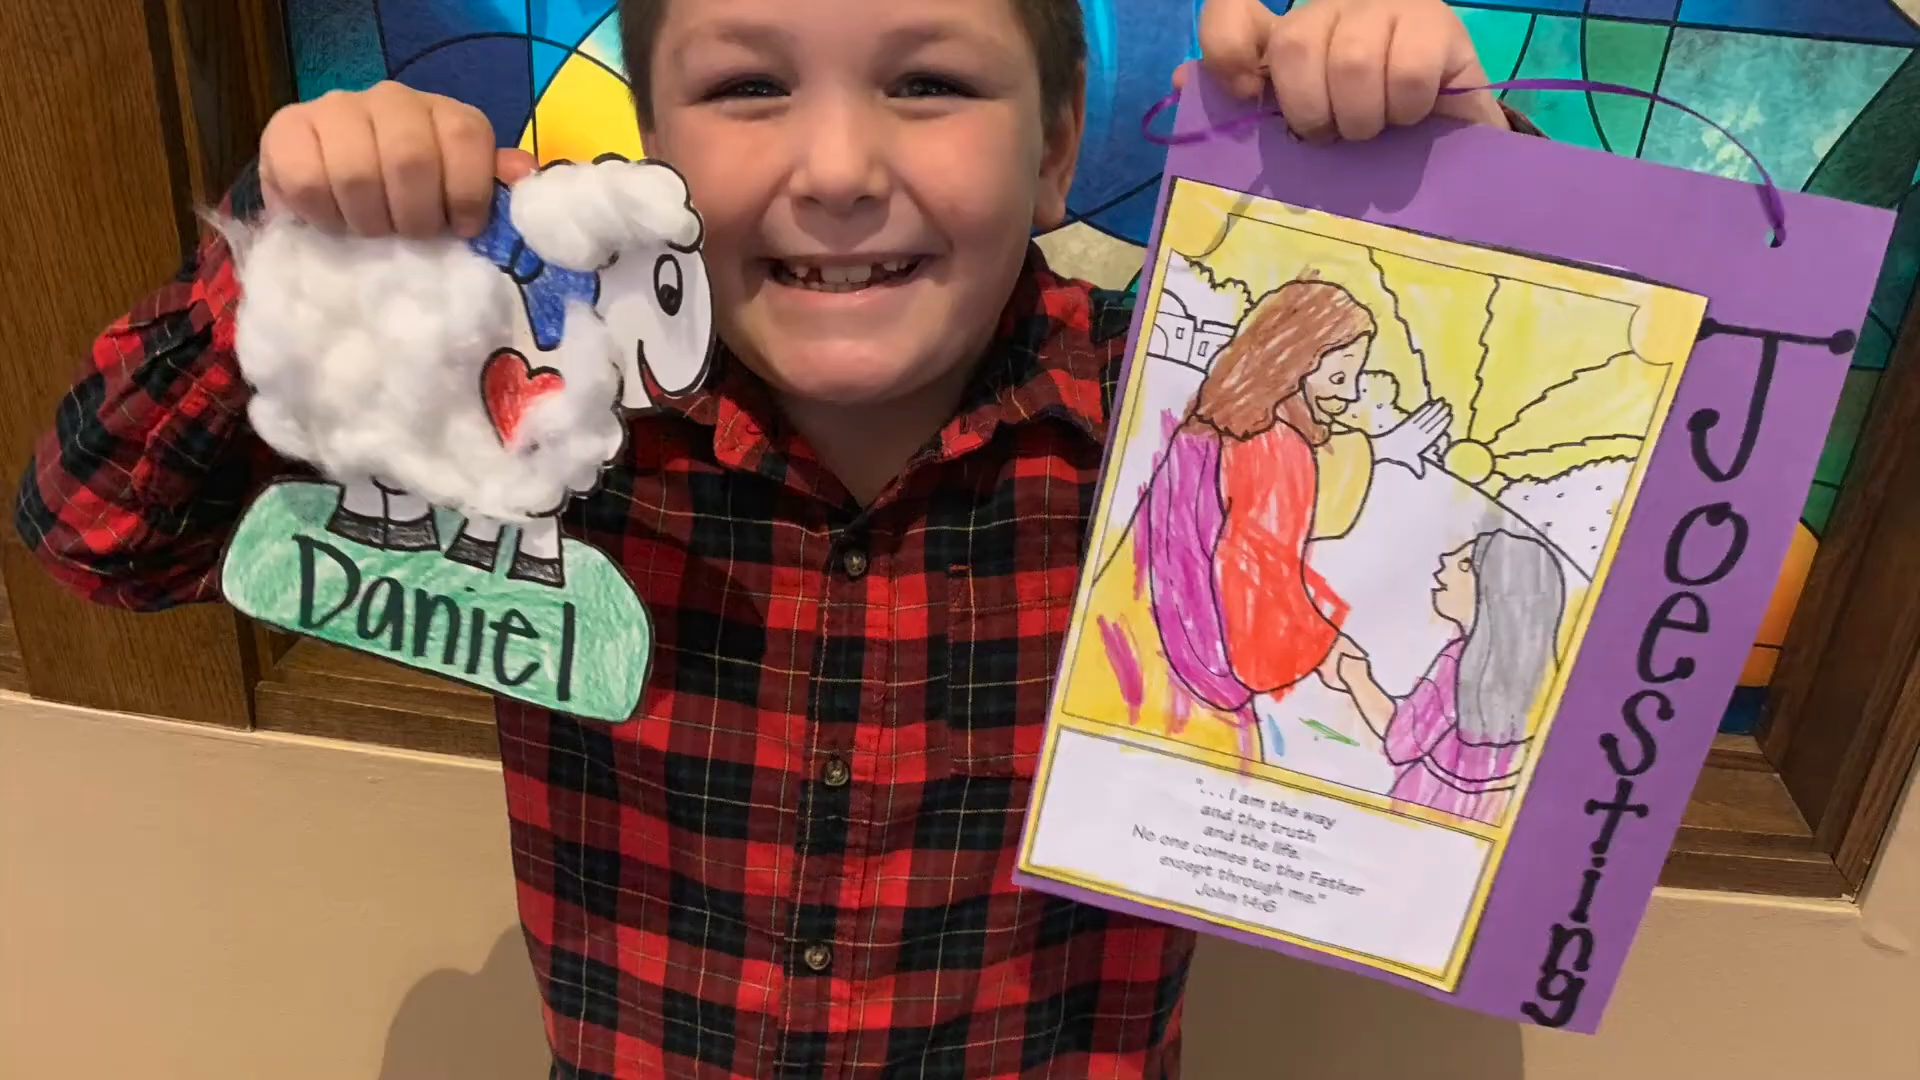 Daniel
Joesting
". . . I am the way
and the truth
and the life.
No one comes to the Father
except through me."
John 14:6